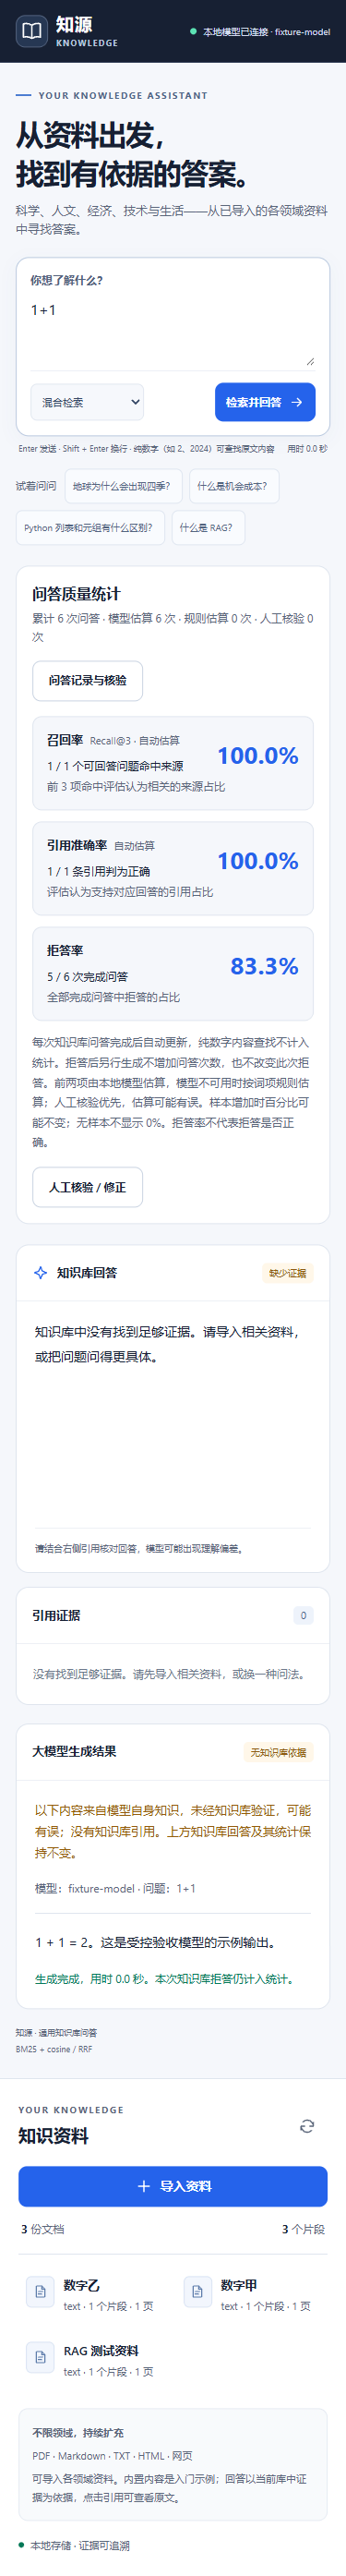 知源
KNOWLEDGE
本地模型已连接 · fixture-model
YOUR KNOWLEDGE ASSISTANT
从资料出发，
找到有依据的答案。
科学、人文、经济、技术与生活——从已导入的各领域资料
中寻找答案。
你想了解什么？
1+1
混合检索
检索并回答 →
Enter 发送 · Shift + Enter 换行 · 纯数字（如 2、2024）可查找原文内容
用时 0.0 秒
试着问问
地球为什么会出现四季？
什么是机会成本？
Python 列表和元组有什么区别？
什么是 RAG？
问答质量统计
累计 6 次问答 · 模型估算 6 次 · 规则估算 0 次 · 人工核验 0
次
问答记录与核验
召回率 Recall@3 · 自动估算
100.0%
1 / 1 个可回答问题命中来源
前 3 项命中评估认为相关的来源占比
引用准确率 自动估算
100.0%
1 / 1 条引用判为正确
评估认为支持对应回答的引用占比
拒答率
83.3%
5 / 6 次完成问答
全部完成问答中拒答的占比
每次知识库问答完成后自动更新，纯数字内容查找不计入
统计。拒答后另行生成不增加问答次数，也不改变此次拒
答。前两项由本地模型估算，模型不可用时按词项规则估
算；人工核验优先，估算可能有误。样本增加时百分比可
能不变；无样本不显示 0%。拒答率不代表拒答是否正
确。
人工核验 / 修正
知识库回答
缺少证据
知识库中没有找到足够证据。请导入相关资料，
或把问题问得更具体。
请结合右侧引用核对回答，模型可能出现理解偏差。
引用证据
0
没有找到足够证据。请先导入相关资料，或换一种问法。
大模型生成结果
无知识库依据
以下内容来自模型自身知识，未经知识库验证，可能
有误；没有知识库引用。上方知识库回答及其统计保
持不变。
模型：fixture-model · 问题：1+1
1 + 1 = 2。这是受控验收模型的示例输出。
生成完成，用时 0.0 秒。本次知识库拒答仍计入统计。
知源 · 通用知识库问答
BM25 + cosine / RRF
YOUR KNOWLEDGE
知识资料
+ 导入资料
3 份文档
3 个片段
数字乙
text · 1 个片段 · 1 页
数字甲
text · 1 个片段 · 1 页
RAG 测试资料
text · 1 个片段 · 1 页
不限领域，持续扩充
PDF · Markdown · TXT · HTML · 网页
可导入各领域资料。内置内容是入门示例；回答以当前库中证
据为依据，点击引用可查看原文。
本地存储 · 证据可追溯